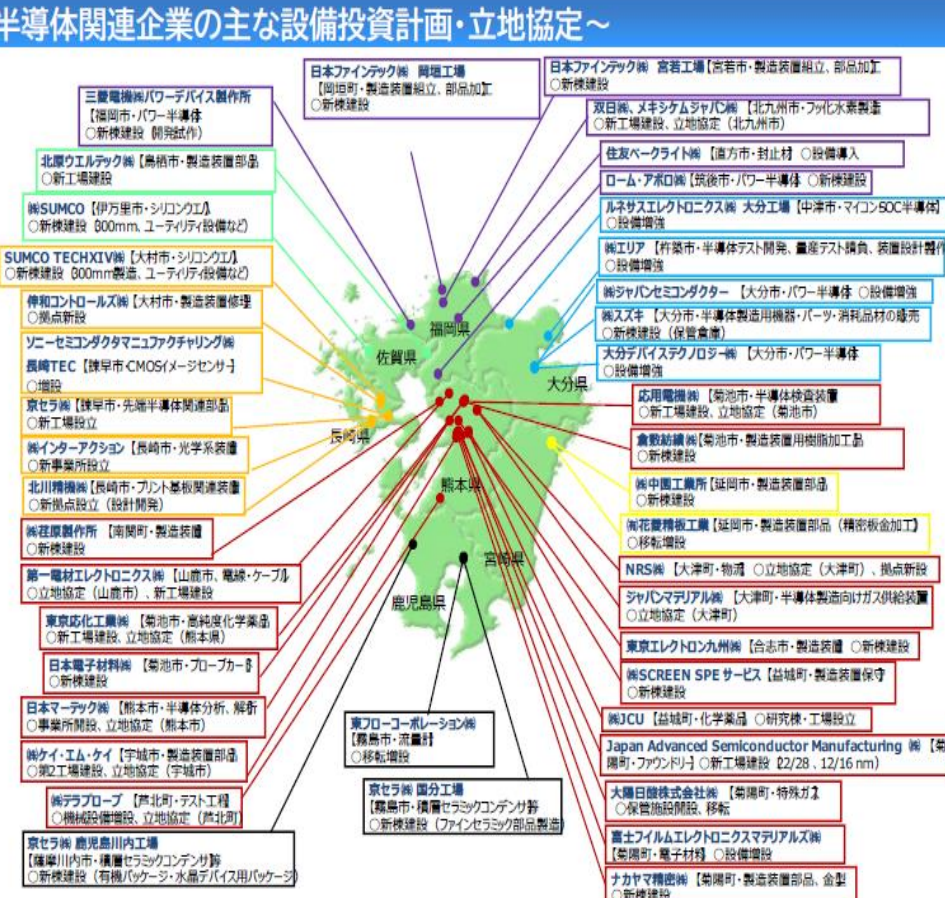 半導体関連企業の主な設備投資計画・立地協定～
三菱電機㈱パワーデバイス製作所
【福岡市・パワー半導体】
○新棟建設（開発試作）
日本ファインテック㈱ 岡垣工場
【岡垣町・製造装置組立、部品加工】
○新棟建設
日本ファインテック㈱ 宮若工場【宮若市・製造装置組立、部品加工】
○新棟建設
双日㈱、メキシケムジャパン㈱ 【北九州市・フッ化水素製造】
○新工場建設、立地協定（北九州市）
住友ベークライト㈱ 【直方市・封止材】 ○設備導入
ローム・アポロ㈱【筑後市・パワー半導体】 ○新棟建設
ルネサスエレクトロニクス㈱ 大分工場【中津市・マイコンSOC半導体】
○設備増強
㈱エリア 【杵築市・半導体テスト開発、量産テスト請負、装置設計製作
○設備増強
㈱ジャパンセミコンダクター 【大分市・パワー半導体】 ○設備増強
㈱スズキ 【大分市・半導体製造用機器・パーツ・消耗品材の販売】
○新棟建設（保管倉庫）
大分デバイステクノロジー㈱ 【大分市・パワー半導体】
○設備増強
北原ウエルテック㈱【鳥栖市・製造装置部品】
○新工場建設
㈱SUMCO 【伊万里市・シリコンウエハ】
○新棟建設（300mm、ユーティリティ設備など）
SUMCO TECHXIV㈱【大村市・シリコンウエハ】
○新棟建設（300mm製造、ユーティリティ設備など）
伸和コントロールズ㈱【大村市・製造装置修理】
○拠点新設
ソニーセミコンダクタマニュファクチャリング㈱
長崎TEC 【諫早市・CMOSイメージセンサー】
○増設
京セラ㈱【諫早市・先端半導体関連部品】
○新工場設立
㈱インターアクション【長崎市・光学系装置】
○新事業所設立
北川精機㈱【長崎市・プリント基板関連装置】
○新拠点設立（設計開発）
㈱荏原製作所 【南関町・製造装置】
○新棟建設
第一電材エレクトロニクス㈱【山鹿市、電線・ケーブル】
○立地協定（山鹿市）、新工場建設
東京応化工業㈱【菊池市・高純度化学薬品】
○新工場建設、立地協定（熊本県）
日本電子材料㈱ 【菊池市・プローブカード】
○新棟建設
日本マーテック㈱【熊本市・半導体分析、解析】
○事業所開設、立地協定（熊本市）
㈱ケイ・エム・ケイ【宇城市・製造装置部品】
○第2工場建設、立地協定（宇城市）
㈱テラプローブ 【芦北町・テスト工程】
○機械設備増設、立地協定（芦北町）
京セラ㈱ 鹿児島川内工場
【薩摩川内市・積層セラミックコンデンサ等】
○新棟建設（有機パッケージ・水晶デバイス用パッケージ）
福岡県
佐賀県
大分県
長崎県
熊本県
宮崎県
鹿児島県
東フローコーポレーション㈱
【霧島市・流量計】
○移転増設
京セラ㈱ 国分工場
【霧島市・積層セラミックコンデンサ等】
○新棟建設（ファインセラミック部品製造）
応用電機㈱【菊池市・半導体検査装置】
○新工場建設、立地協定（菊池市）
倉敷紡績㈱【菊池市・製造装置用樹脂加工品】
○新棟建設
㈱中園工業所【延岡市・製造装置部品】
○新棟建設
㈲花菱精板工業【延岡市・製造装置部品（精密板金加工）】
○移転増設
NRS㈱ 【大津町・物流】 ○立地協定（大津町）、拠点新設
ジャパンマテリアル㈱ 【大津町・半導体製造向けガス供給装置】
○立地協定（大津町）
東京エレクトロン九州㈱【合志市・製造装置】 ○新棟建設
㈱SCREEN SPE サービス【益城町・製造装置保守】
○新棟建設
㈱JCU 【益城町・化学薬品】 ○研究棟・工場設立
Japan Advanced Semiconductor Manufacturing ㈱ 【菊
陽町・ファウンドリー】○新工場建設（22/28 、12/16 nm）
大陽日酸株式会社㈱ 【菊陽町・特殊ガス】
○保管施設開設、移転
富士フイルムエレクトロニクスマテリアルズ㈱
【菊陽町・電子材料】 ○設備増設
ナカヤマ精密㈱ 【菊陽町・製造装置部品、金型】
○新棟建設